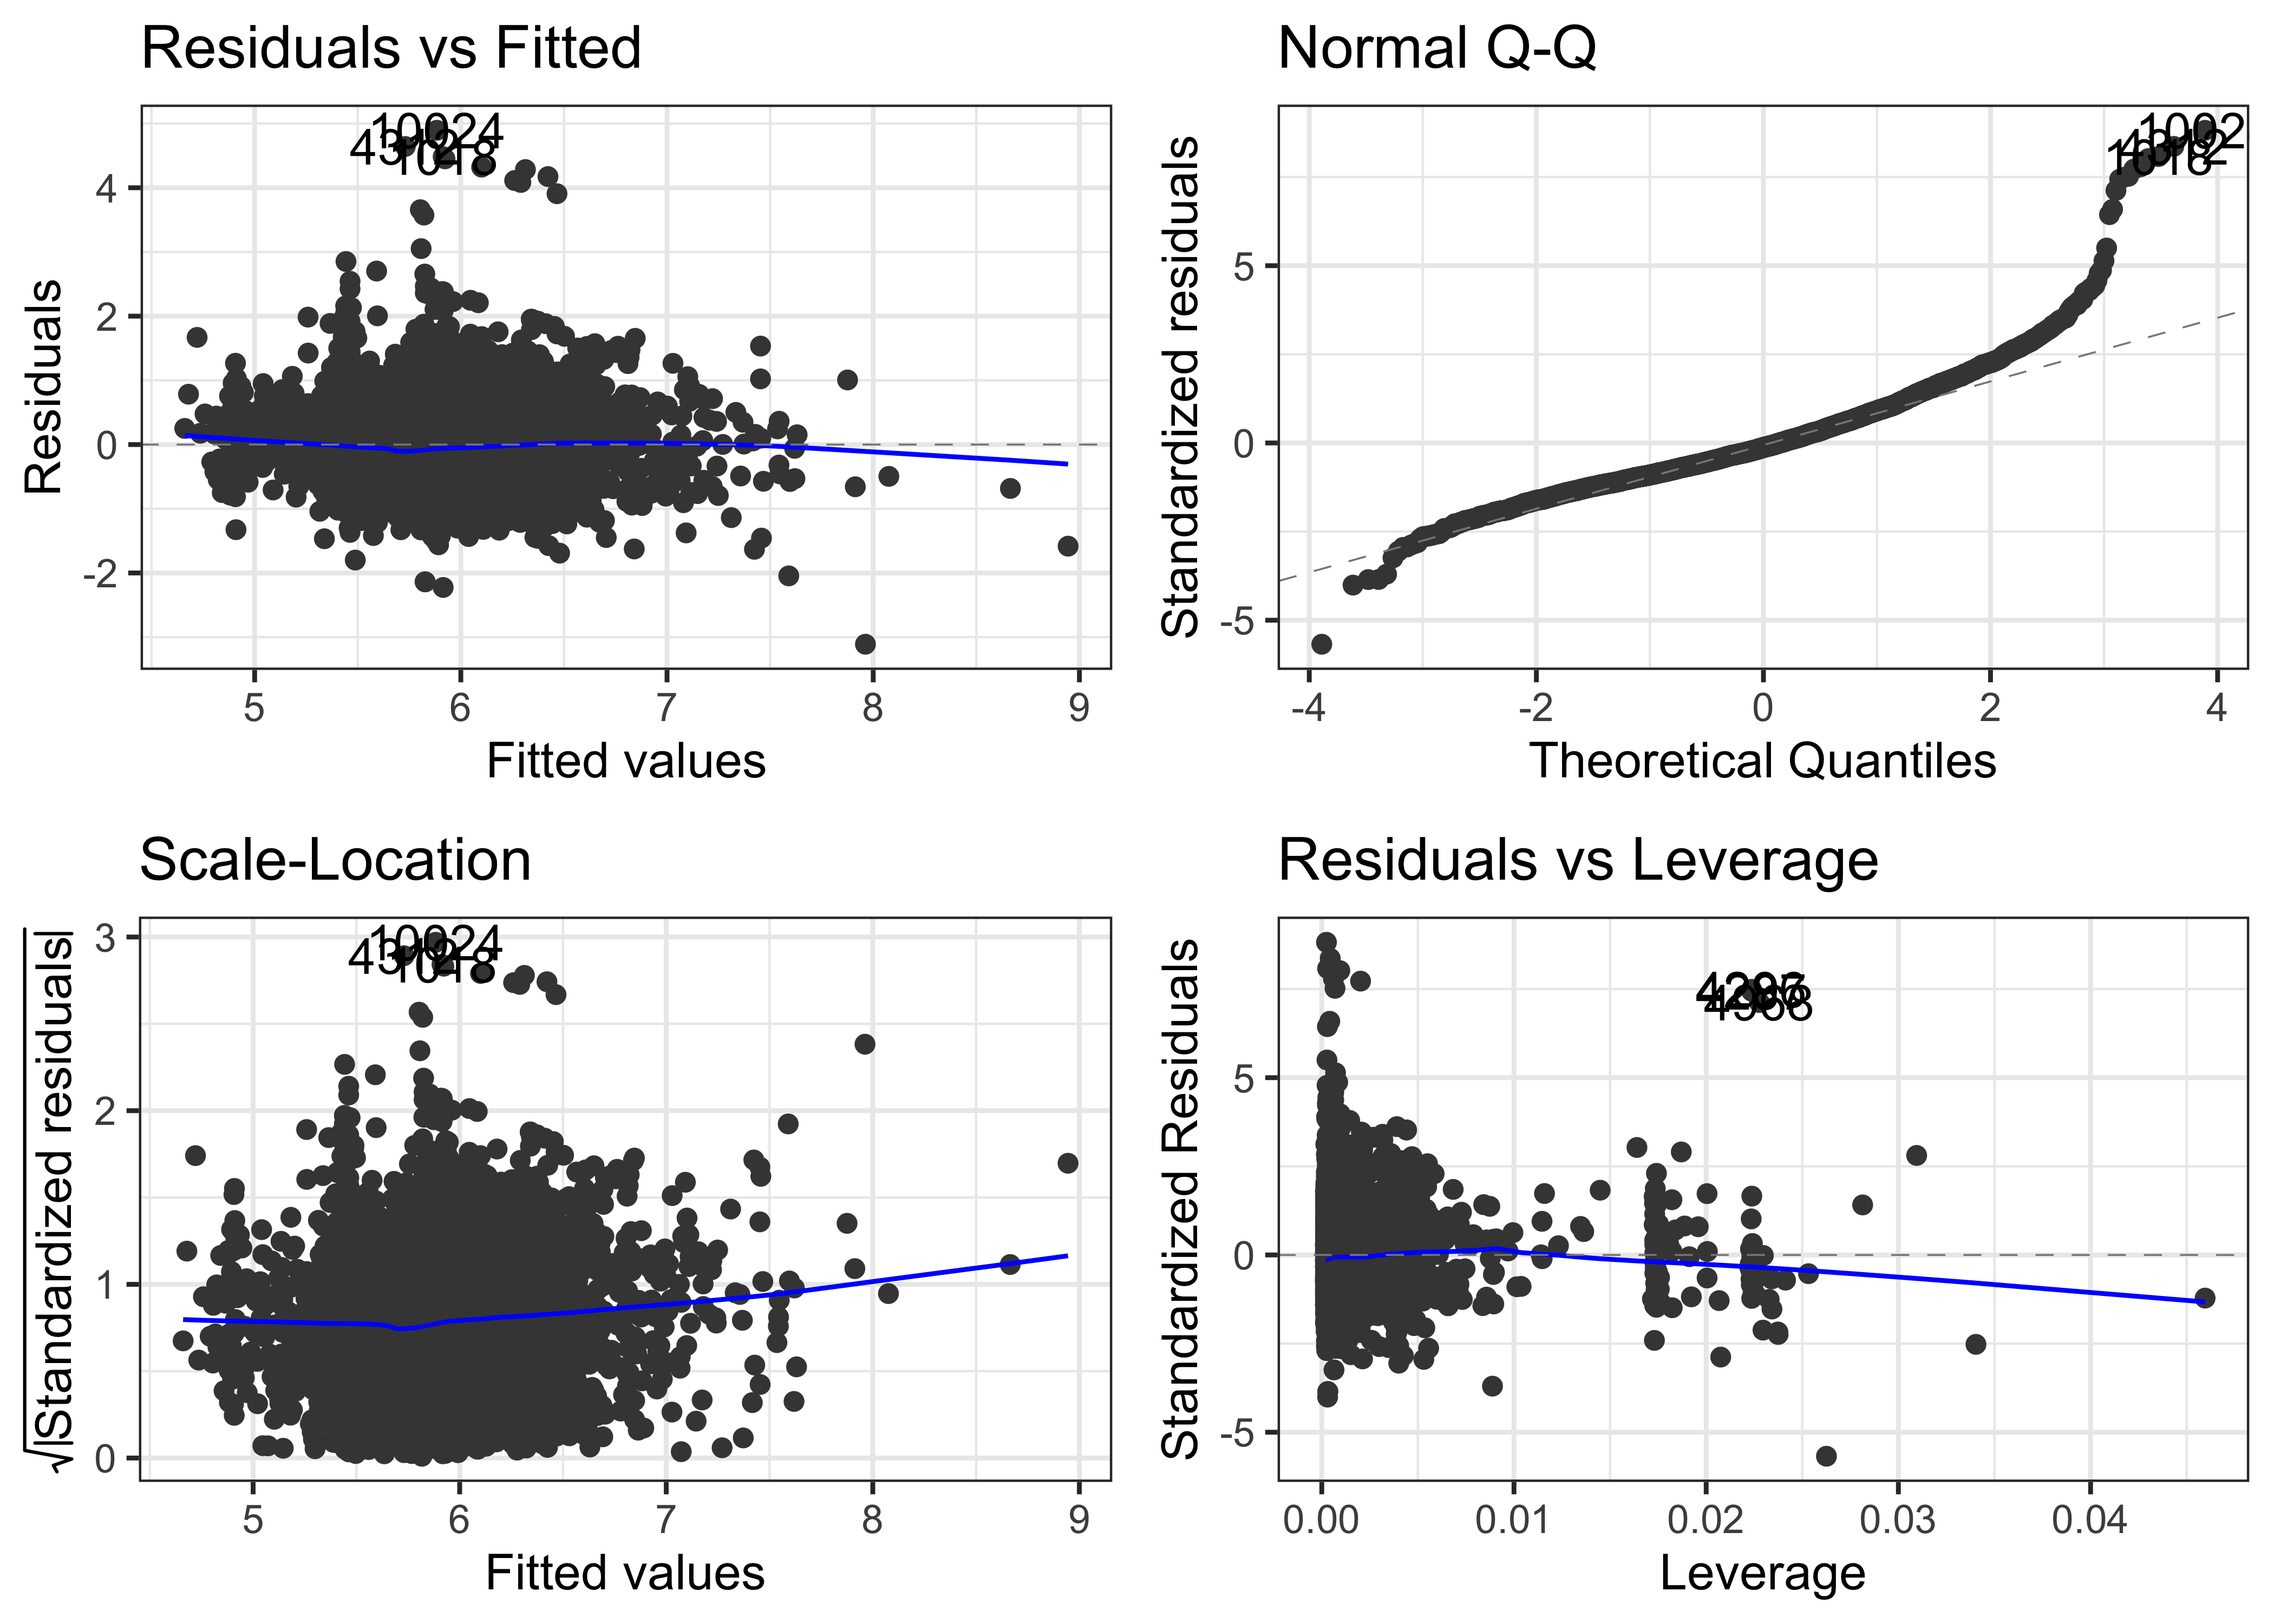 Residuals vs Fitted
Residuals
4
2
0
-2
5 6 7 8 9
Fitted values
Normal Q-Q
Standardized residuals
5
0
-5
-4 -2 0 2 4
Theoretical Quantiles
Scale-Location
√|Standardized residuals|
3
2
1
0
5 6 7 8 9
Fitted values
Residuals vs Leverage
Standardized Residuals
5
0
-5
0.00 0.01 0.02 0.03 0.04
Leverage